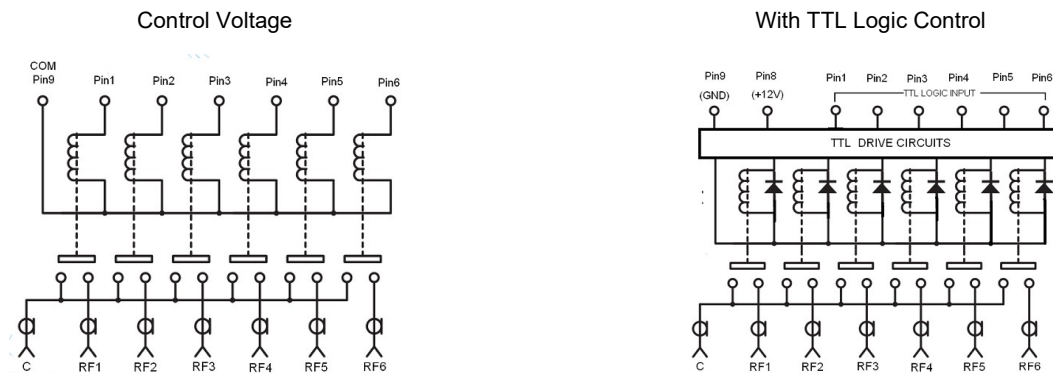 Control Voltage
With TTL Logic Control
COM
Pin9 Pin1 Pin2 Pin3 Pin4 Pin5 Pin6
Pin9 Pin8 Pin1 Pin2 Pin3 Pin4 Pin5 Pin6
(GND) (+12V) TTL LOGIC INPUT
TTL DRIVE CIRCUITS
C RF1 RF2 RF3 RF4 RF5 RF6
C RF1 RF2 RF3 RF4 RF5 RF6